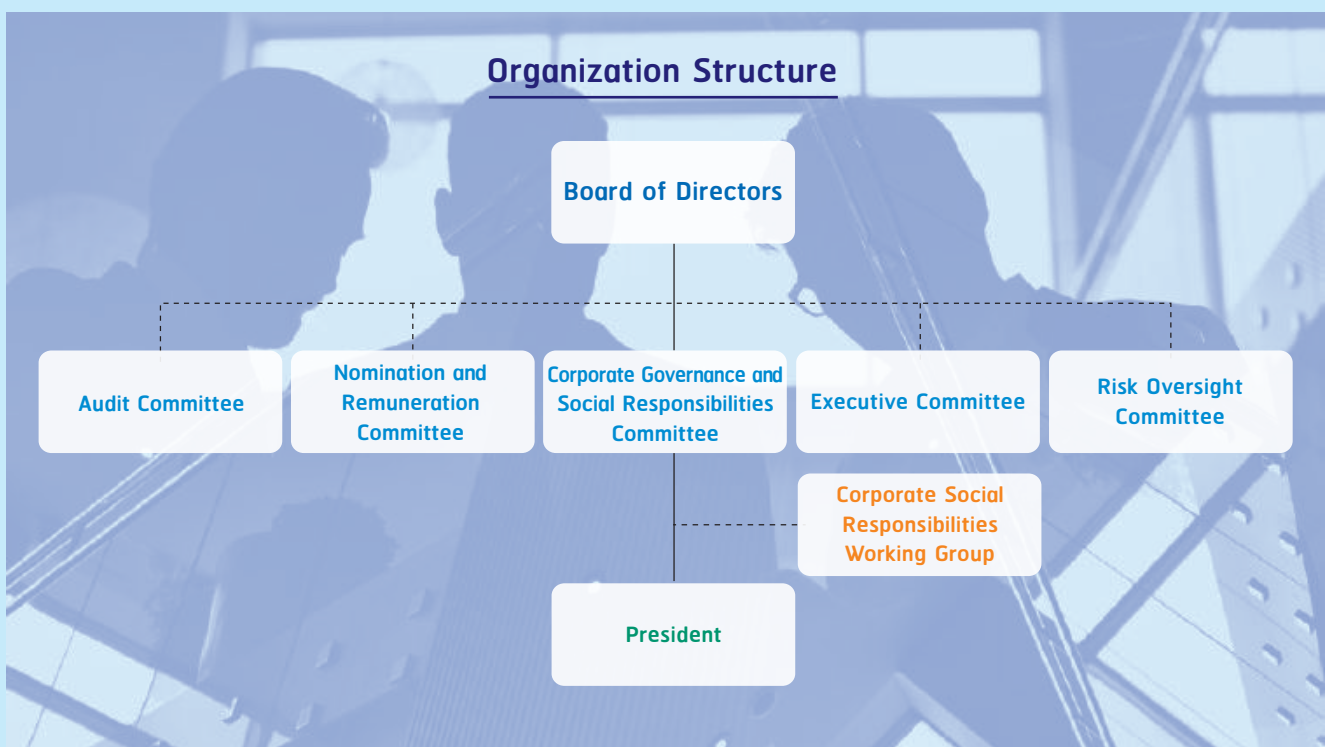 Organization Structure
Board of Directors
Audit Committee
Nomination and
Remuneration
Committee
Corporate Governance and
Social Responsibilities
Committee
Executive Committee
Risk Oversight
Committee
Corporate Social
Responsibilities
Working Group
President